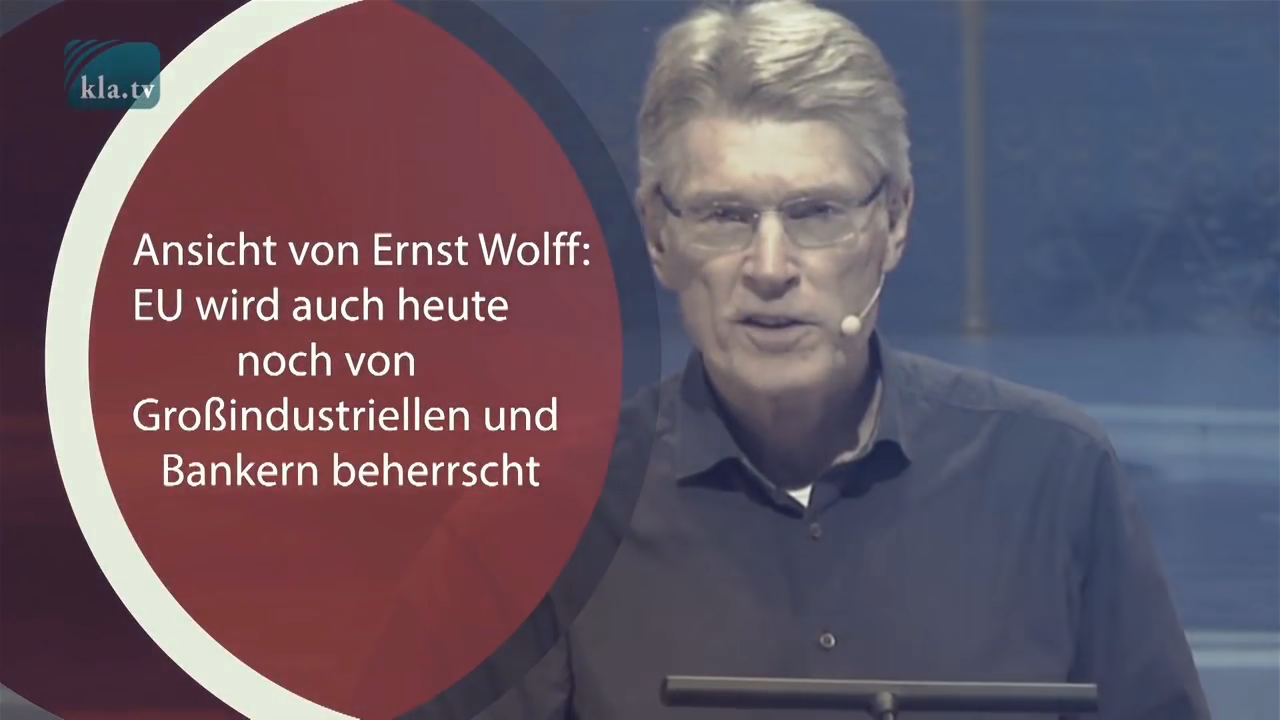 kla.tv
Ansicht von Ernst Wolff:
EU wird auch heute
noch von
Großindustriellen und
Bankern beherrscht